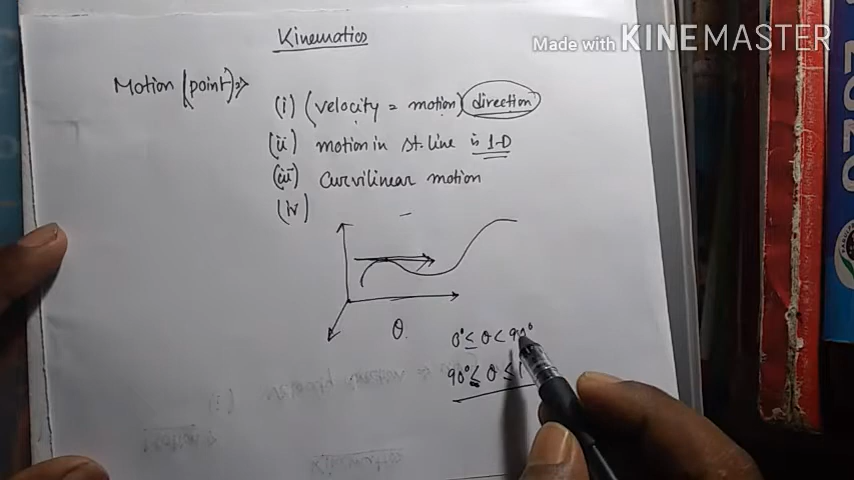 Made with KINEMASTER
Kinematics
Motion (point) :→
(i) (velocity = motion) direction
(ii) motion in st. line is 1-D
(iii) Curvilinear motion
(iv)
θ.
0° ≤ θ < 90°
90° ≤ θ ≤ 1